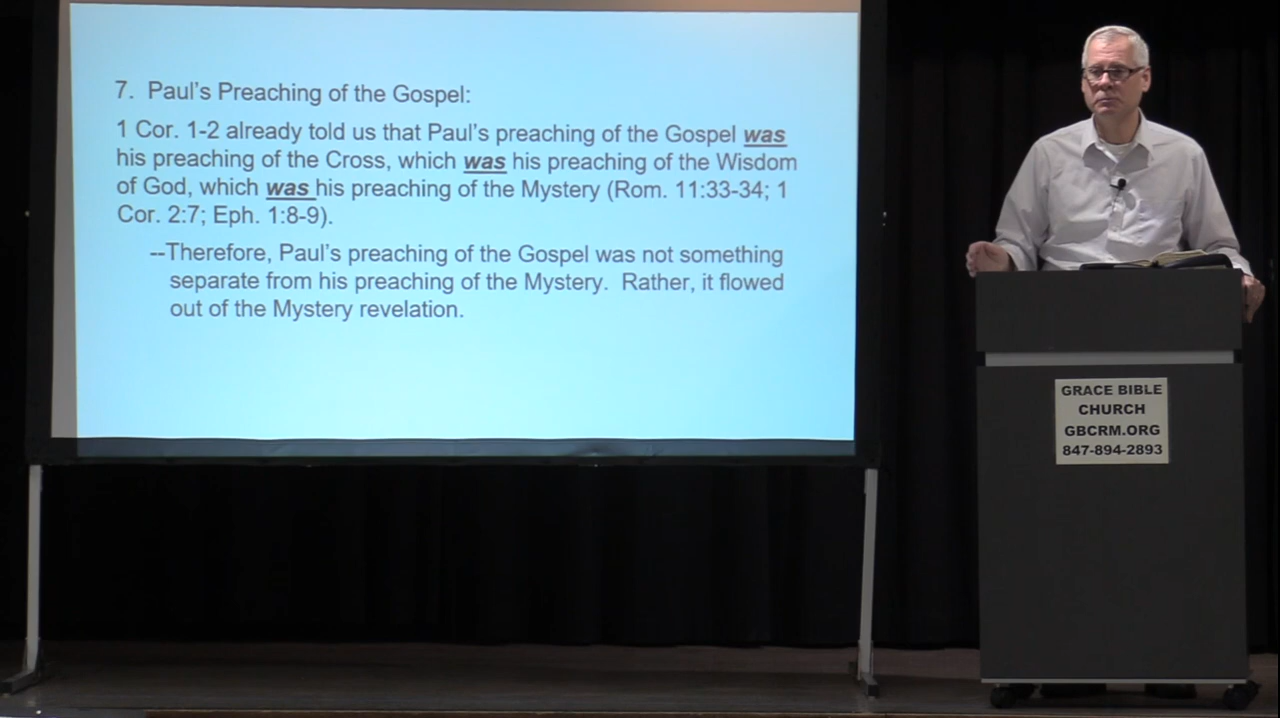 7. Paul's Preaching of the Gospel:
1 Cor. 1-2 already told us that Paul's preaching of the Gospel was
his preaching of the Cross, which was his preaching of the Wisdom
of God, which was his preaching of the Mystery (Rom. 11:33-34; 1
Cor. 2:7; Eph. 1:8-9).
--Therefore, Paul's preaching of the Gospel was not something
separate from his preaching of the Mystery. Rather, it flowed
out of the Mystery revelation.
GRACE BIBLE
CHURCH
GBCRM.ORG
847-894-2893